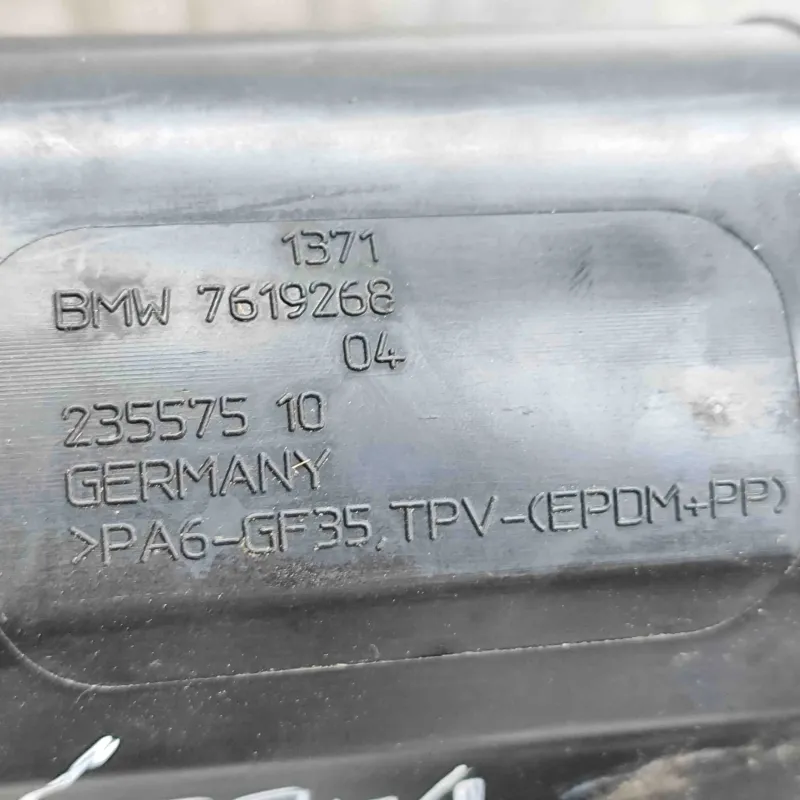 1371
BMW 7619268
04
235575 10
GERMANY
>PA6-GF35,TPV-(EPDM+PP)